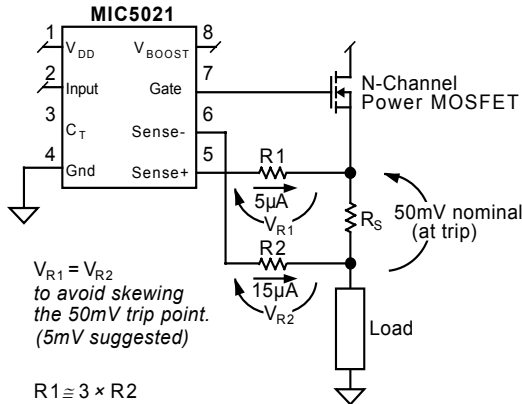 MIC5021
1
V_DD
V_BOOST
8
2
Input
Gate
7
N-Channel
Power MOSFET
3
C_T
Sense-
6
4
Gnd
Sense+
5
R1
5µA
V_R1
R_S
50mV nominal
(at trip)
R2
15µA
V_R2
V_R1 = V_R2
to avoid skewing
the 50mV trip point.
(5mV suggested)
Load
R1 ≅ 3 × R2